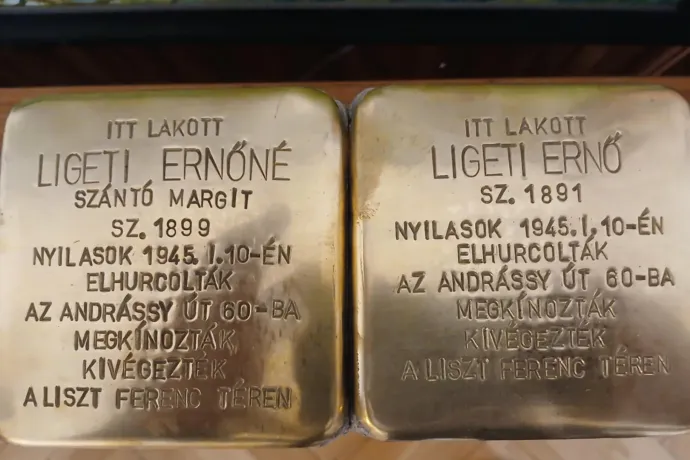 ITT LAKOTT
LIGETI ERNŐNÉ
SZÁNTÓ MARGIT
SZ. 1899
NYILASOK 1945. I. 10-ÉN
ELHURCOLTÁK
AZ ANDRÁSSY ÚT 60-BA
MEGKÍNOZTÁK
KIVÉGEZTÉK
A LISZT FERENC TÉREN
ITT LAKOTT
LIGETI ERNŐ
SZ. 1891
NYILASOK 1945. I. 10-ÉN
ELHURCOLTÁK
AZ ANDRÁSSY ÚT 60-BA
MEGKÍNOZTÁK
KIVÉGEZTÉK
A LISZT FERENC TÉREN